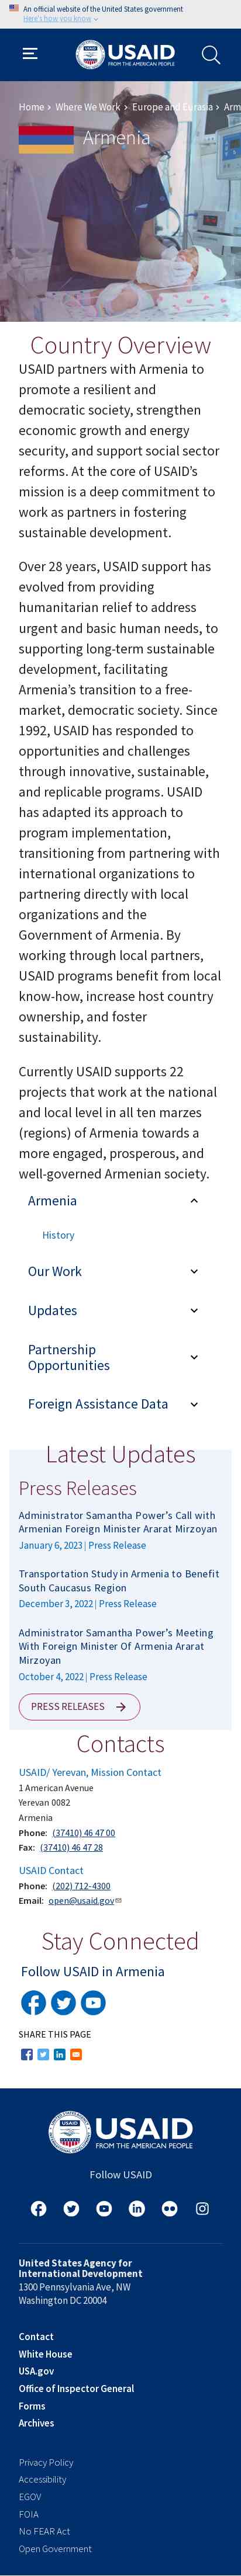 An official website of the United States government
Here's how you know
USAID
FROM THE AMERICAN PEOPLE
Home > Where We Work > Europe and Eurasia > Arm
Armenia
Country Overview
USAID partners with Armenia to
promote a resilient and
democratic society, strengthen
economic growth and energy
security, and support social sector
reforms. At the core of USAID's
mission is a deep commitment to
work as partners in fostering
sustainable development.
Over 28 years, USAID support has
evolved from providing
humanitarian relief to address
urgent and basic human needs, to
supporting long-term sustainable
development, facilitating
Armenia's transition to a free-
market, democratic society. Since
1992, USAID has responded to
opportunities and challenges
through innovative, sustainable,
and replicable programs. USAID
has adapted its approach to
program implementation,
transitioning from partnering with
international organizations to
partnering directly with local
organizations and the
Government of Armenia. By
working through local partners,
USAID programs benefit from local
know-how, increase host country
ownership, and foster
sustainability.
Currently USAID supports 22
projects that work at the national
and local level in all ten marzes
(regions) of Armenia to promote
a more engaged, prosperous, and
well-governed Armenian society.
Armenia
History
Our Work
Updates
Partnership
Opportunities
Foreign Assistance Data
Latest Updates
Press Releases
Administrator Samantha Power's Call with
Armenian Foreign Minister Ararat Mirzoyan
January 6, 2023 | Press Release
Transportation Study in Armenia to Benefit
South Caucasus Region
December 3, 2022 | Press Release
Administrator Samantha Power's Meeting
With Foreign Minister Of Armenia Ararat
Mirzoyan
October 4, 2022 | Press Release
PRESS RELEASES
Contacts
USAID/ Yerevan, Mission Contact
1 American Avenue
Yerevan 0082
Armenia
Phone: (37410) 46 47 00
Fax: (37410) 46 47 28
USAID Contact
Phone: (202) 712-4300
Email: open@usaid.gov
Stay Connected
Follow USAID in Armenia
SHARE THIS PAGE
USAID
FROM THE AMERICAN PEOPLE
Follow USAID
United States Agency for
International Development
1300 Pennsylvania Ave, NW
Washington DC 20004
Contact
White House
USA.gov
Office of Inspector General
Forms
Archives
Privacy Policy
Accessibility
EGOV
FOIA
No FEAR Act
Open Government